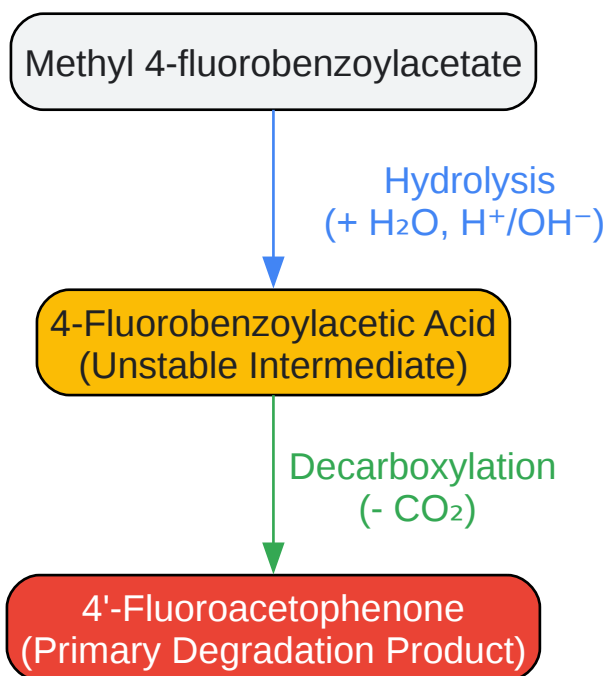 Methyl 4-fluorobenzoylacetate
Hydrolysis
(+ H₂O, H⁺/OH⁻)
4-Fluorobenzoylacetic Acid
(Unstable Intermediate)
Decarboxylation
(- CO₂)
4'-Fluoroacetophenone
(Primary Degradation Product)